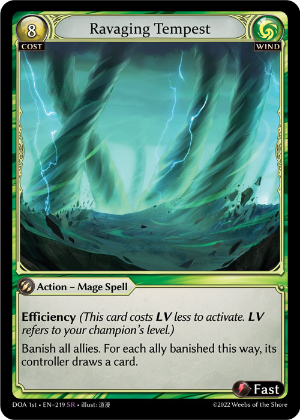 8
Ravaging Tempest
COST
WIND
Action – Mage Spell
Efficiency (This card costs LV less to activate. LV
refers to your champion's level.)
Banish all allies. For each ally banished this way, its
controller draws a card.
Fast
DOA 1st • EN-219 SR • illust: 逆凌
©2022 Weebs of the Shore